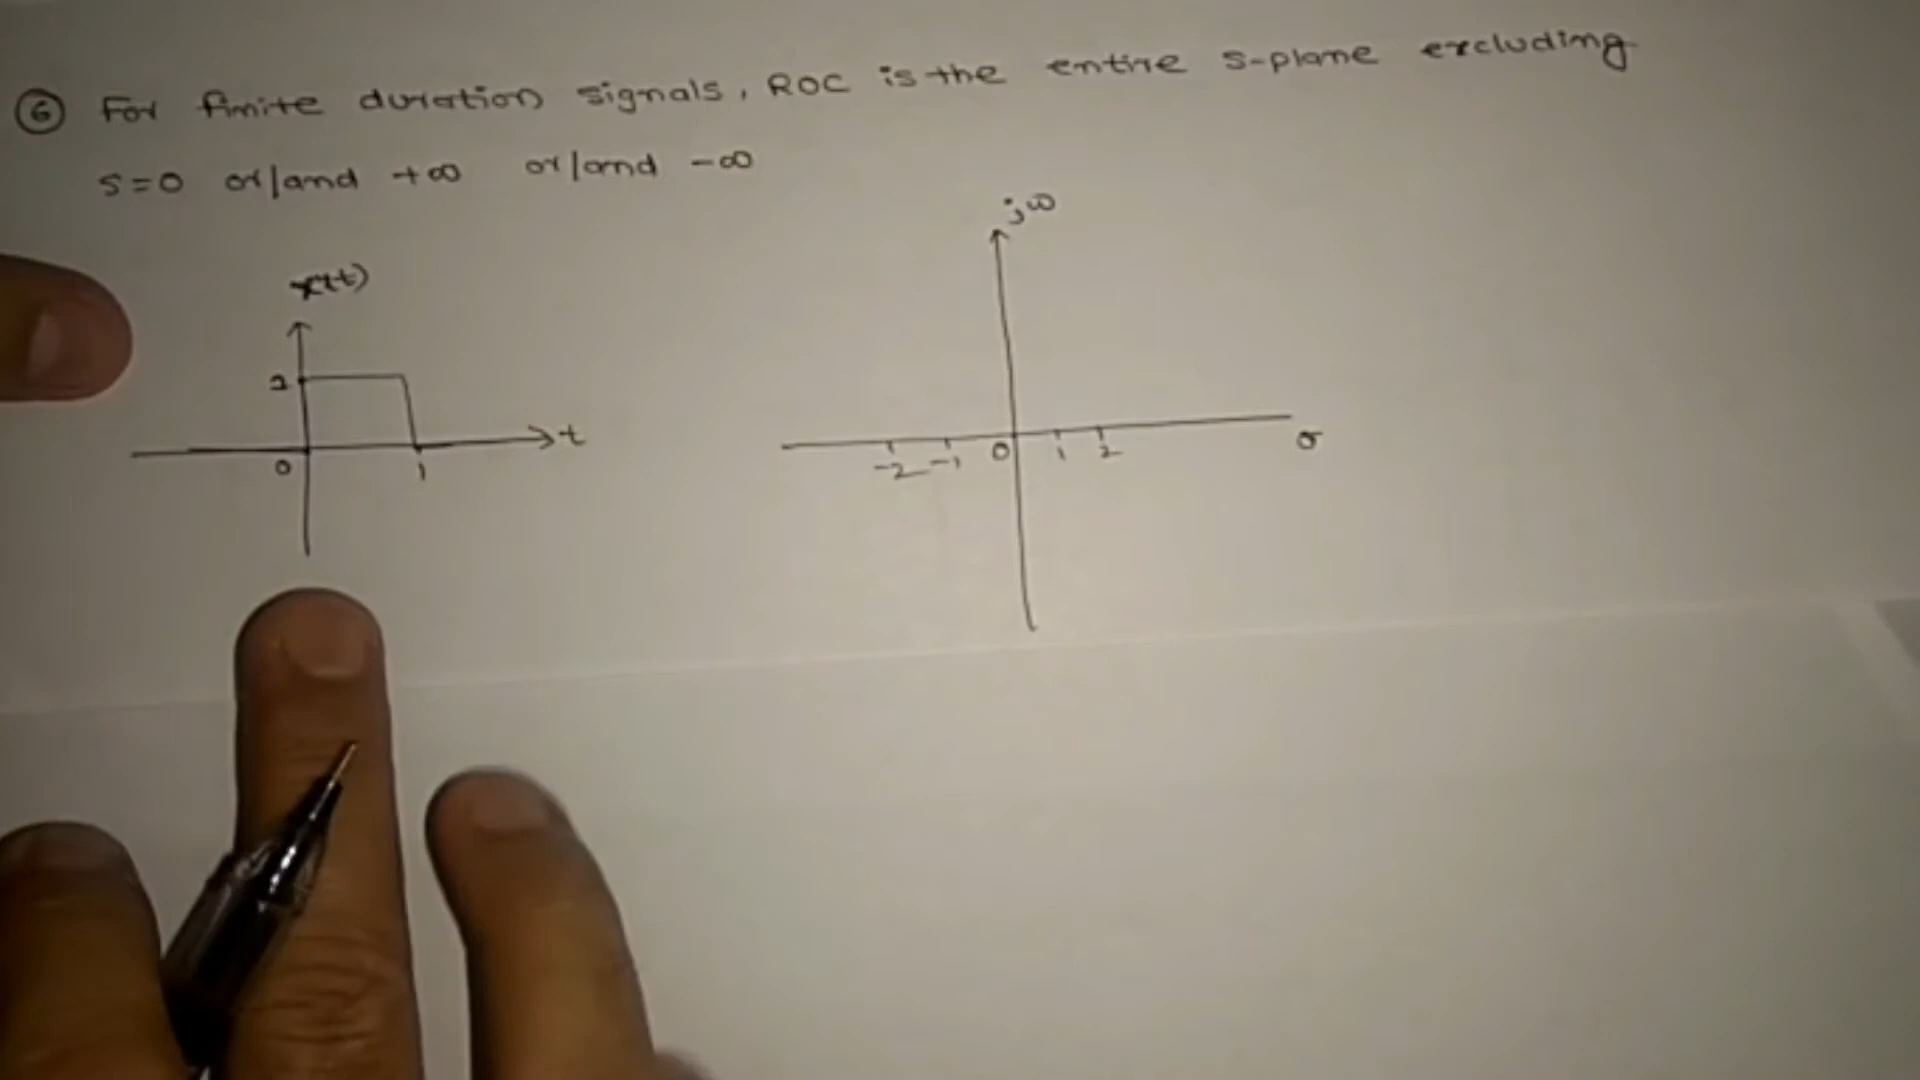 ⑥ For finite duration signals, ROC is the entire s-plane excluding
s=0 or/and +∞ or/and -∞
jω
x(t)
2
t
0
1
-2 -1 0 1 2
σ